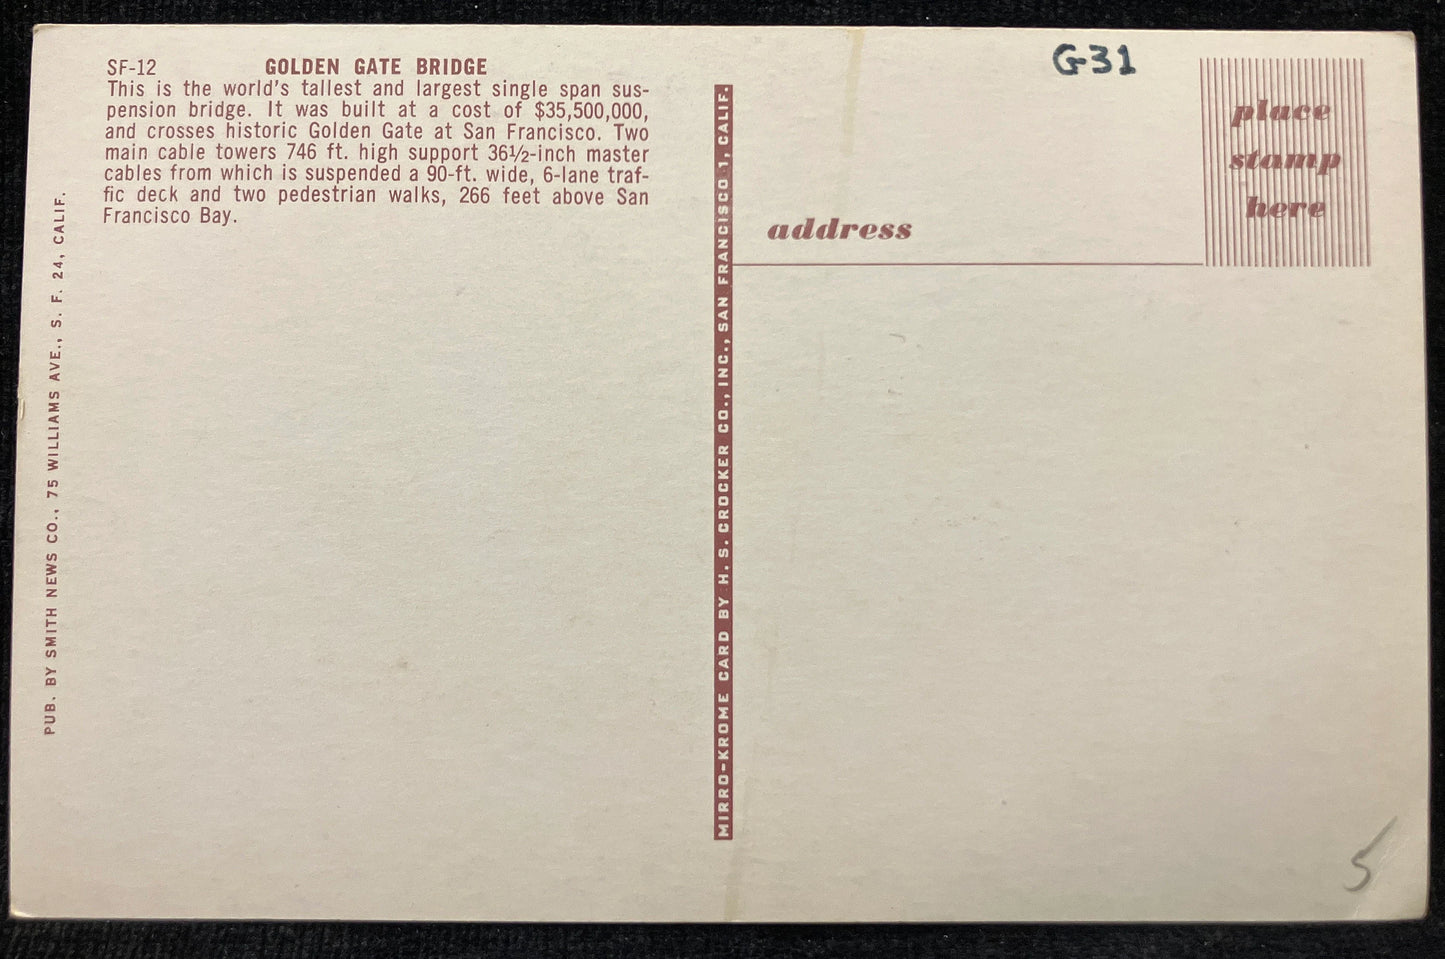 SF-12 GOLDEN GATE BRIDGE
This is the world's tallest and largest single span sus-
pension bridge. It was built at a cost of $35,500,000,
and crosses historic Golden Gate at San Francisco. Two
main cable towers 746 ft. high support 36½-inch master
cables from which is suspended a 90-ft. wide, 6-lane traf-
fic deck and two pedestrian walks, 266 feet above San
Francisco Bay.
PUB. BY SMITH NEWS CO., 75 WILLIAMS AVE., S. F. 24, CALIF.
MIRRO-KROME CARD BY H. S. CROCKER CO., INC., SAN FRANCISCO 1, CALIF.
G-31
place
stamp
here
address
5